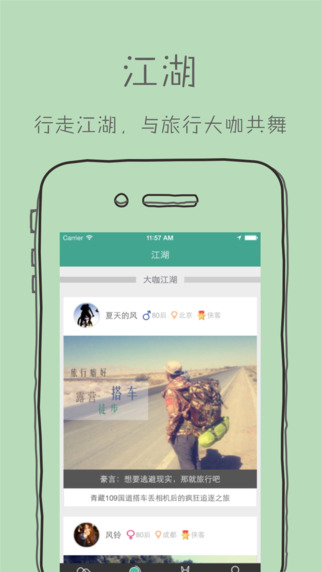 江湖
行走江湖，与旅行大咖共舞
Carrier 11:57 AM
江湖
大咖江湖
夏天的风 80后 北京 侠客
旅行偏好
露营 搭车
徒步
豪言：想要逃避现实，那就旅行吧
青藏109国道搭车丢相机后的疯狂追逐之旅
风铃 80后 成都 侠客